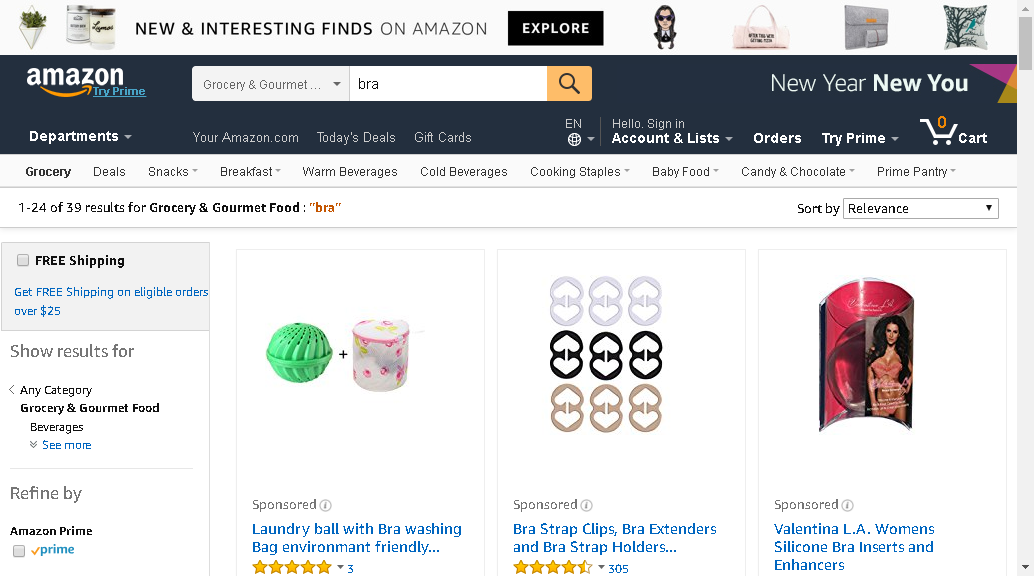 NEW & INTERESTING FINDS ON AMAZON
EXPLORE
amazon
Try Prime
Grocery & Gourmet ...
bra
New Year New You
Departments
Your Amazon.com
Today's Deals
Gift Cards
EN
Hello. Sign in
Account & Lists
Orders
Try Prime
0
Cart
Grocery
Deals
Snacks
Breakfast
Warm Beverages
Cold Beverages
Cooking Staples
Baby Food
Candy & Chocolate
Prime Pantry
1-24 of 39 results for Grocery & Gourmet Food : "bra"
Sort by
Relevance
FREE Shipping
Get FREE Shipping on eligible orders
over $25
Show results for
Any Category
Grocery & Gourmet Food
Beverages
See more
Refine by
Amazon Prime
prime
+
Sponsored
Laundry ball with Bra washing
Bag environmant friendly...
3
Sponsored
Bra Strap Clips, Bra Extenders
and Bra Strap Holders...
305
Sponsored
Valentina L.A. Womens
Silicone Bra Inserts and
Enhancers